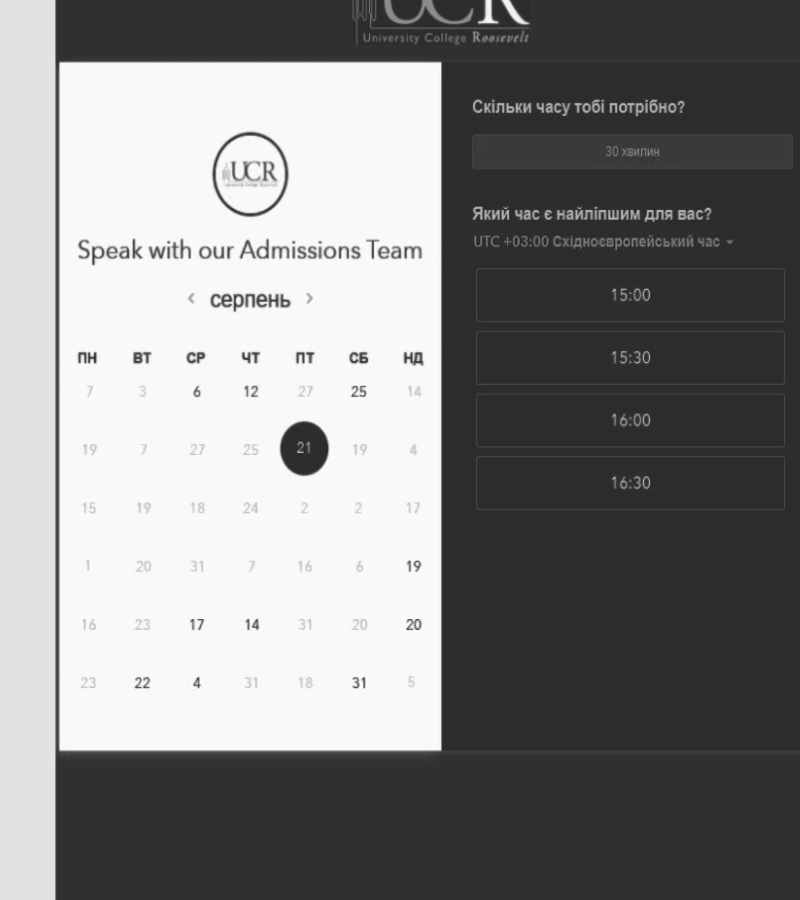 UCR
University College Roosevelt
UCR
Speak with our Admissions Team
‹ серпень ›
ПН ВТ СР ЧТ ПТ СБ НД
7 3 6 12 27 25 14
19 7 27 25 21 19 4
15 19 18 24 2 2 17
1 20 31 7 16 6 19
16 23 17 14 31 20 20
23 22 4 31 18 31 5
Скільки часу тобі потрібно?
30 хвилин
Який час є найліпшим для вас?
UTC +03:00 Східноєвропейський час
15:00
15:30
16:00
16:30